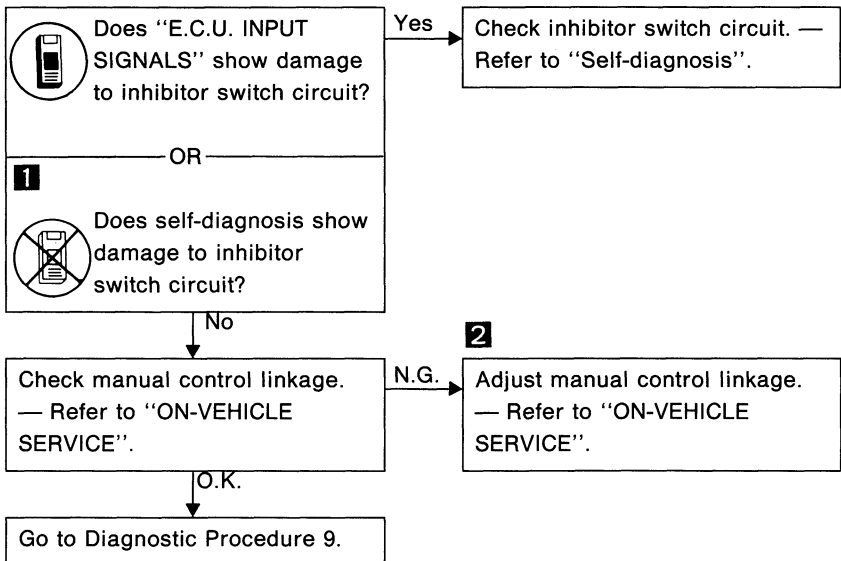 Does ‘‘E.C.U. INPUT
SIGNALS’’ show damage
to inhibitor switch circuit?
Yes
Check inhibitor switch circuit. —
Refer to ‘‘Self-diagnosis’’.
OR
1
Does self-diagnosis show
damage to inhibitor
switch circuit?
No
Check manual control linkage.
— Refer to ‘‘ON-VEHICLE
SERVICE’’.
N.G.
2
Adjust manual control linkage.
— Refer to ‘‘ON-VEHICLE
SERVICE’’.
O.K.
Go to Diagnostic Procedure 9.